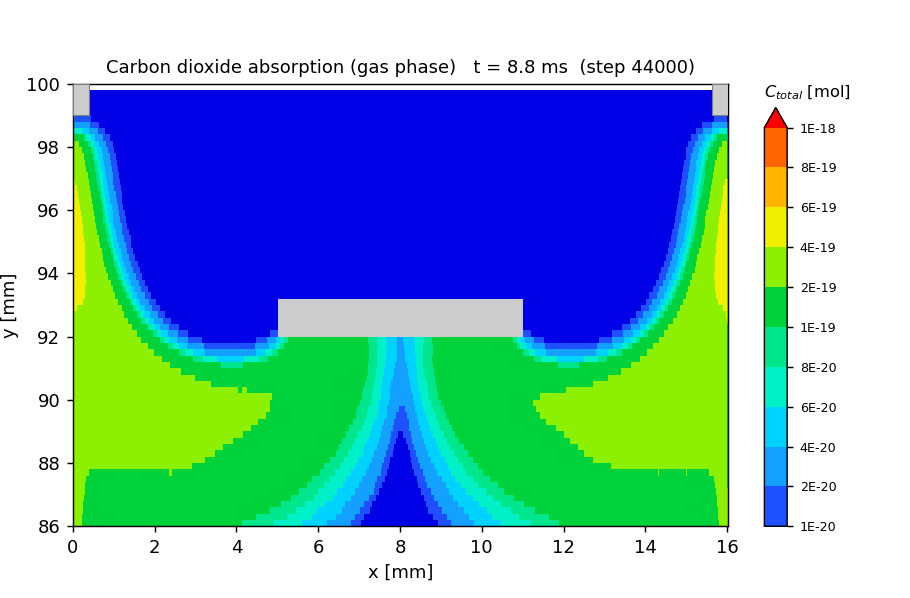 Carbon dioxide absorption (gas phase)   t = 8.8 ms  (step 44000)
C_total [mol]
100
98
96
94
92
90
88
86
y [mm]
0 2 4 6 8 10 12 14 16
x [mm]
1E-18
8E-19
6E-19
4E-19
2E-19
1E-19
8E-20
6E-20
4E-20
2E-20
1E-20